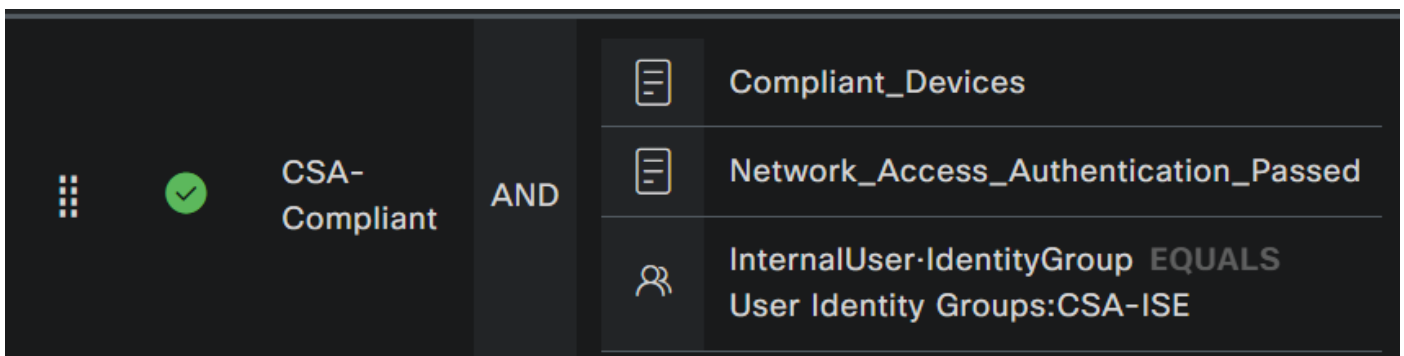 CSA-
Compliant
AND
Compliant_Devices
Network_Access_Authentication_Passed
InternalUser·IdentityGroup EQUALS
User Identity Groups:CSA-ISE